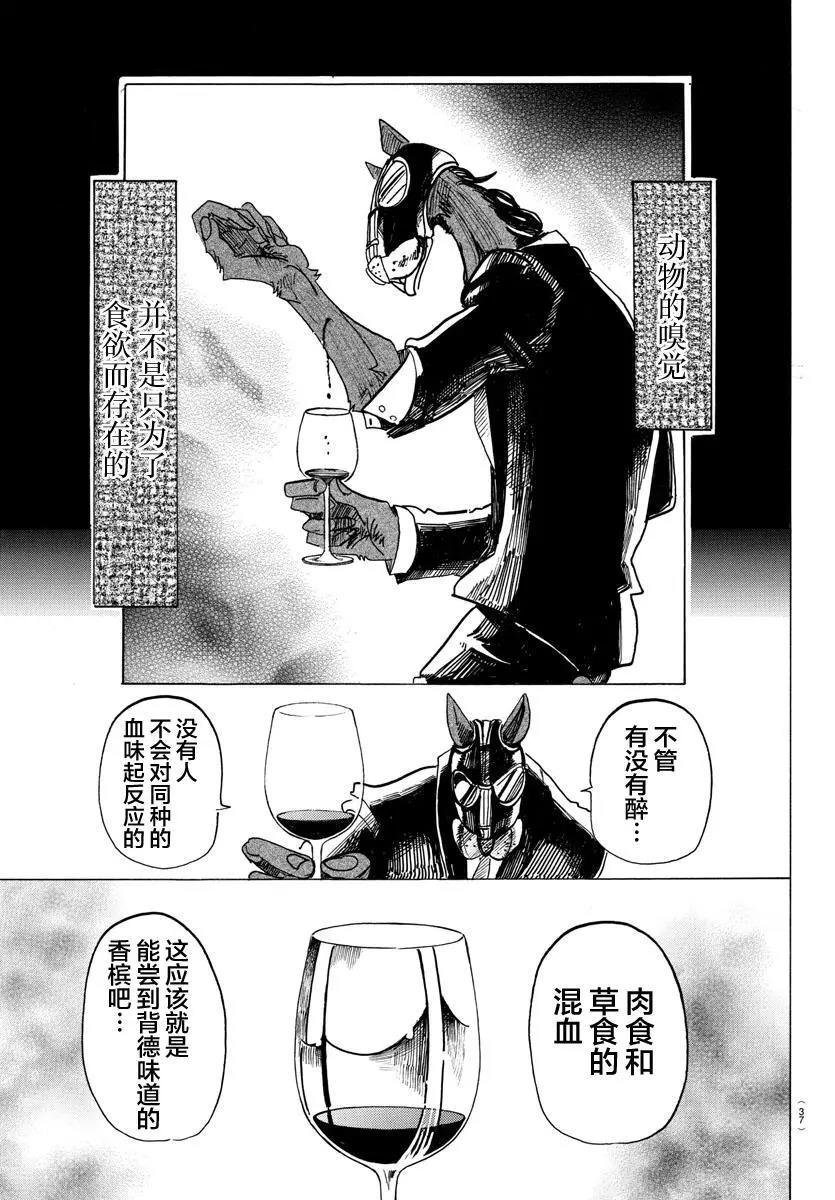 动物的嗅觉
并不是只为了
食欲而存在的
不管
有没有醉…
没有人
不会对同种的
血味起反应的
肉食和
草食的
混血
这应该就是
能尝到背德味道的
香槟吧…
(37)